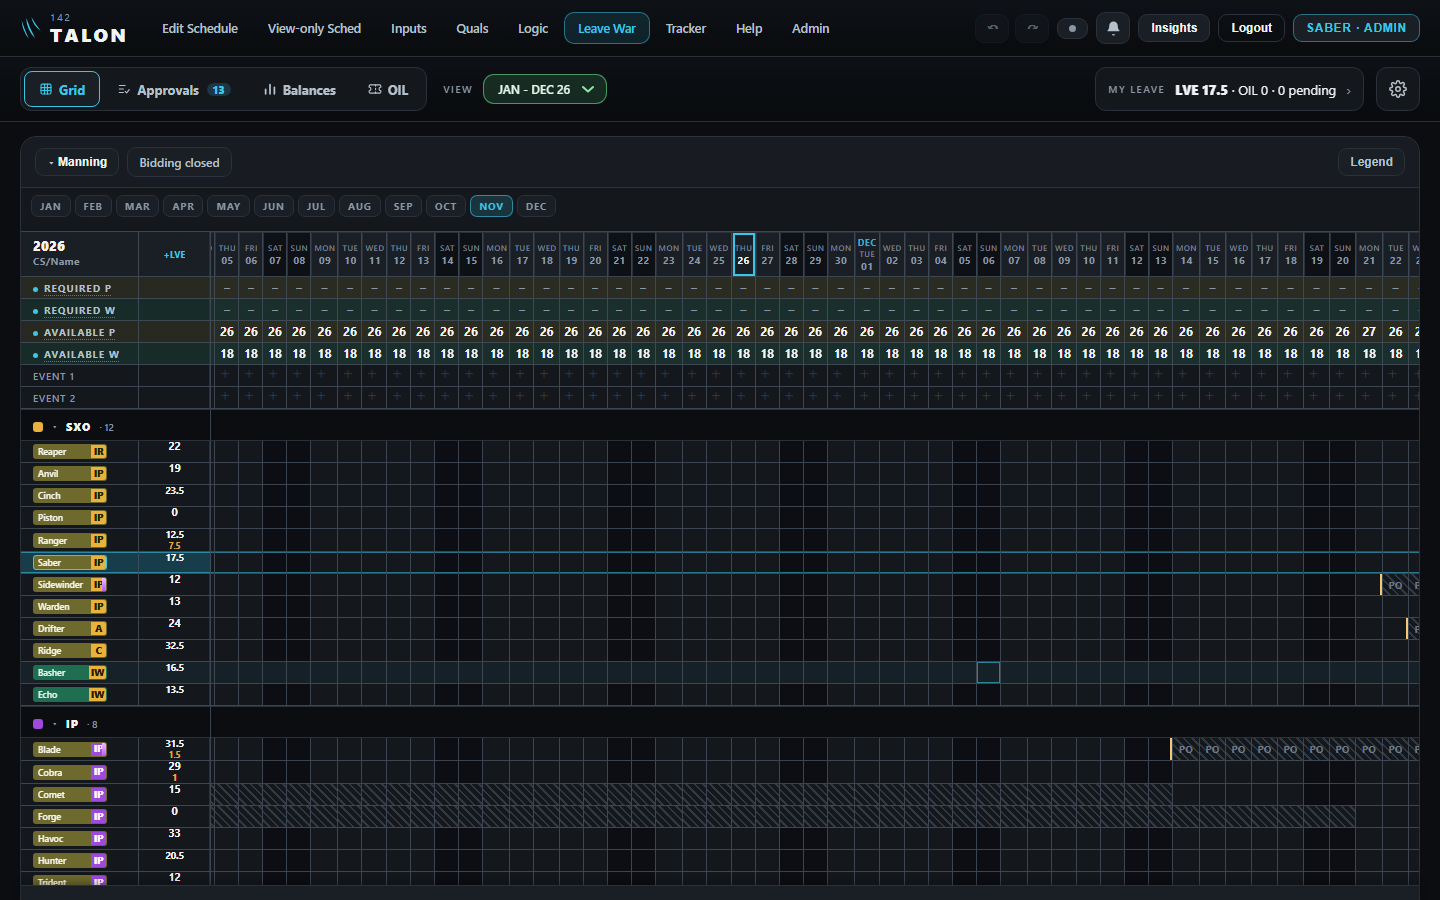 142
TALON
Edit Schedule
View-only Sched
Inputs
Quals
Logic
Leave War
Tracker
Help
Admin
Insights
Logout
SABER · ADMIN
Grid
Approvals 13
Balances
OIL
VIEW
JAN - DEC 26
MY LEAVE LVE 17.5 · OIL 0 · 0 pending ›
Manning
Bidding closed
Legend
JAN FEB MAR APR MAY JUN JUL AUG SEP OCT NOV DEC
2026
CS/Name
+LVE
DEC
THU FRI SAT SUN MON TUE WED THU FRI SAT SUN MON TUE WED THU FRI SAT SUN MON TUE WED THU FRI SAT SUN MON TUE WED THU FRI SAT SUN MON TUE WED THU FRI SAT SUN MON TUE WED THU FRI SAT SUN MON TUE
05 06 07 08 09 10 11 12 13 14 15 16 17 18 19 20 21 22 23 24 25 26 27 28 29 30 01 02 03 04 05 06 07 08 09 10 11 12 13 14 15 16 17 18 19 20 21 22
REQUIRED P – – – – – – – – – – – – – – – – – – – – – – – – – – – – – – – – – – – – – – – – – – – – – – – –
REQUIRED W – – – – – – – – – – – – – – – – – – – – – – – – – – – – – – – – – – – – – – – – – – – – – – – –
AVAILABLE P 26 26 26 26 26 26 26 26 26 26 26 26 26 26 26 26 26 26 26 26 26 26 26 26 26 26 26 26 26 26 26 26 26 26 26 26 26 26 26 26 26 26 26 26 26 26 27 26
AVAILABLE W 18 18 18 18 18 18 18 18 18 18 18 18 18 18 18 18 18 18 18 18 18 18 18 18 18 18 18 18 18 18 18 18 18 18 18 18 18 18 18 18 18 18 18 18 18 18 18 18
EVENT 1 + + + + + + + + + + + + + + + + + + + + + + + + + + + + + + + + + + + + + + + + + + + + + + + +
EVENT 2 + + + + + + + + + + + + + + + + + + + + + + + + + + + + + + + + + + + + + + + + + + + + + + + +
SXO · 12
Reaper IR 22
Anvil IP 19
Cinch IP 23.5
Piston IP 0
Ranger IP 12.5
7.5
Saber IP 17.5
Sidewinder IP 12 PO
Warden IP 13
Drifter A 24
Ridge C 32.5
Basher IW 16.5
Echo IW 13.5
IP · 8
Blade IP 31.5 PO PO PO PO PO PO PO PO PO
1.5
Cobra IP 29
1
Comet IP 15
Forge IP 0
Havoc IP 33
Hunter IP 20.5
Trident IP 12